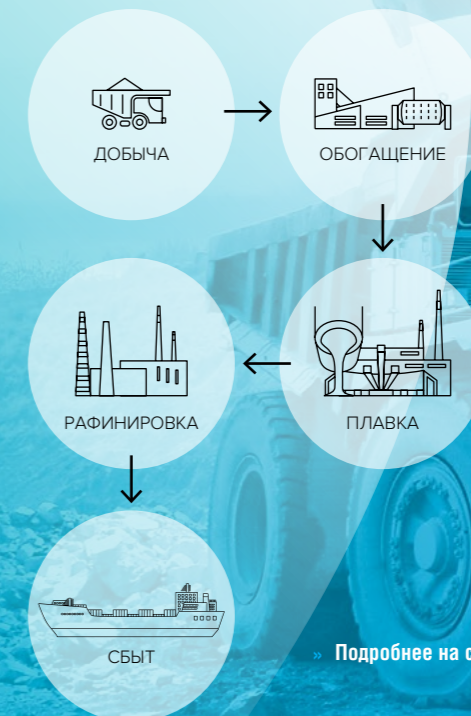 ДОБЫЧА
ОБОГАЩЕНИЕ
РАФИНИРОВКА
ПЛАВКА
СБЫТ
» Подробнее на с